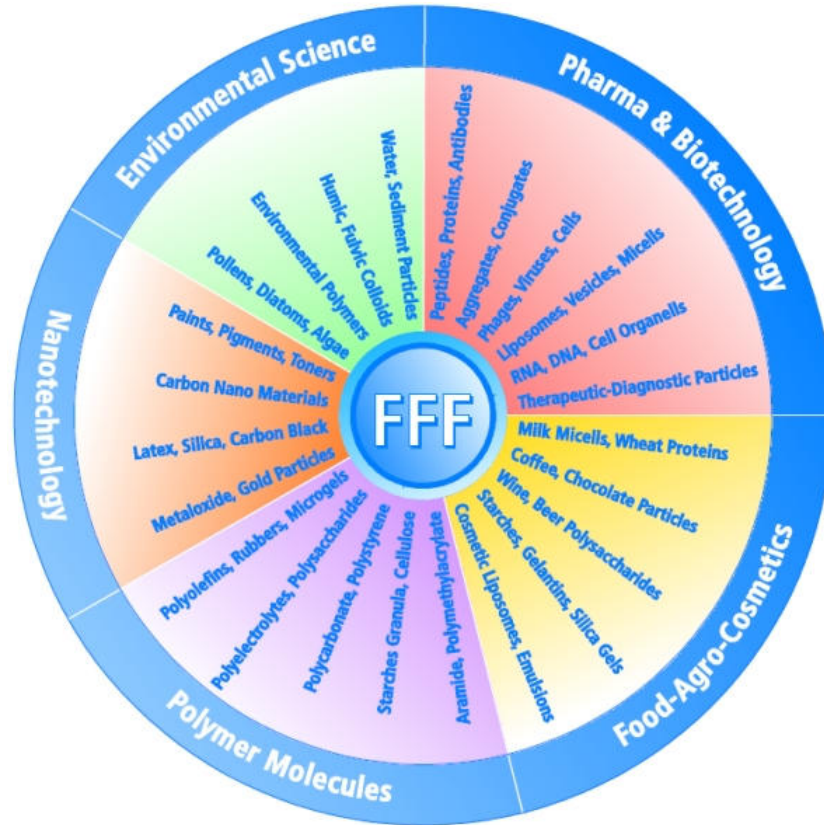 Environmental Science
Water, Sediment Particles
Humic, Fulvic Colloids
Environmental Polymers
Pollens, Diatoms, Algae
Pharma & Biotechnology
Peptides, Proteins, Antibodies
Aggregates, Conjugates
Phages, Viruses, Cells
Liposomes, Vesicles, Micells
RNA, DNA, Cell Organells
Therapeutic-Diagnostic Particles
Food-Agro-Cosmetics
Milk Micells, Wheat Proteins
Coffee, Chocolate Particles
Wine, Beer Polysaccharides
Starches, Gelantins, Silica Gels
Cosmetic Liposomes, Emulsions
Polymer Molecules
Aramide, Polymethylacrylate
Starches Granula, Cellulose
Polycarbonate, Polystyrene
Polyelectrolytes, Polysaccharides
Polyolefins, Rubbers, Microgels
Nanotechnology
Metaloxide, Gold Particles
Latex, Silica, Carbon Black
Carbon Nano Materials
Paints, Pigments, Toners
FFF